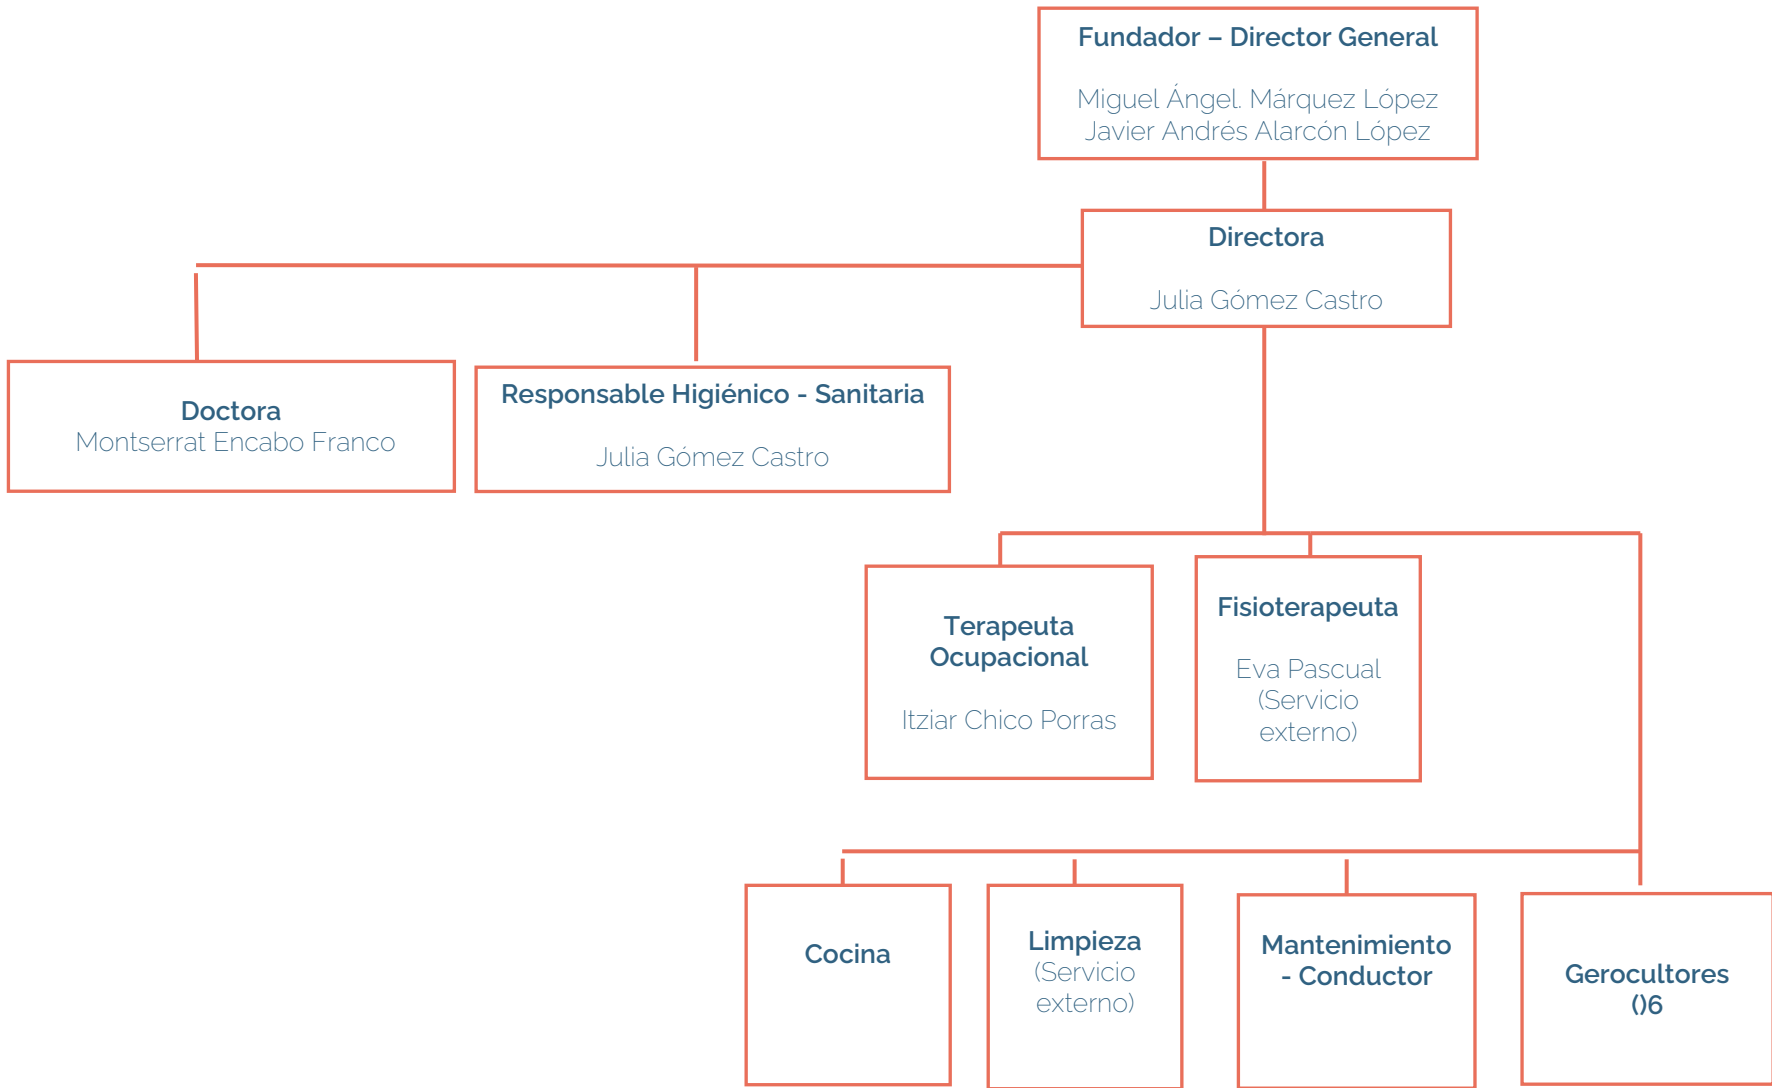 Fundador – Director General
Miguel Ángel. Márquez López
Javier Andrés Alarcón López
Directora
Julia Gómez Castro
Doctora
Montserrat Encabo Franco
Responsable Higiénico - Sanitaria
Julia Gómez Castro
Terapeuta
Ocupacional
Itziar Chico Porras
Fisioterapeuta
Eva Pascual
(Servicio
externo)
Cocina
Limpieza
(Servicio
externo)
Mantenimiento
- Conductor
Gerocultores
()6